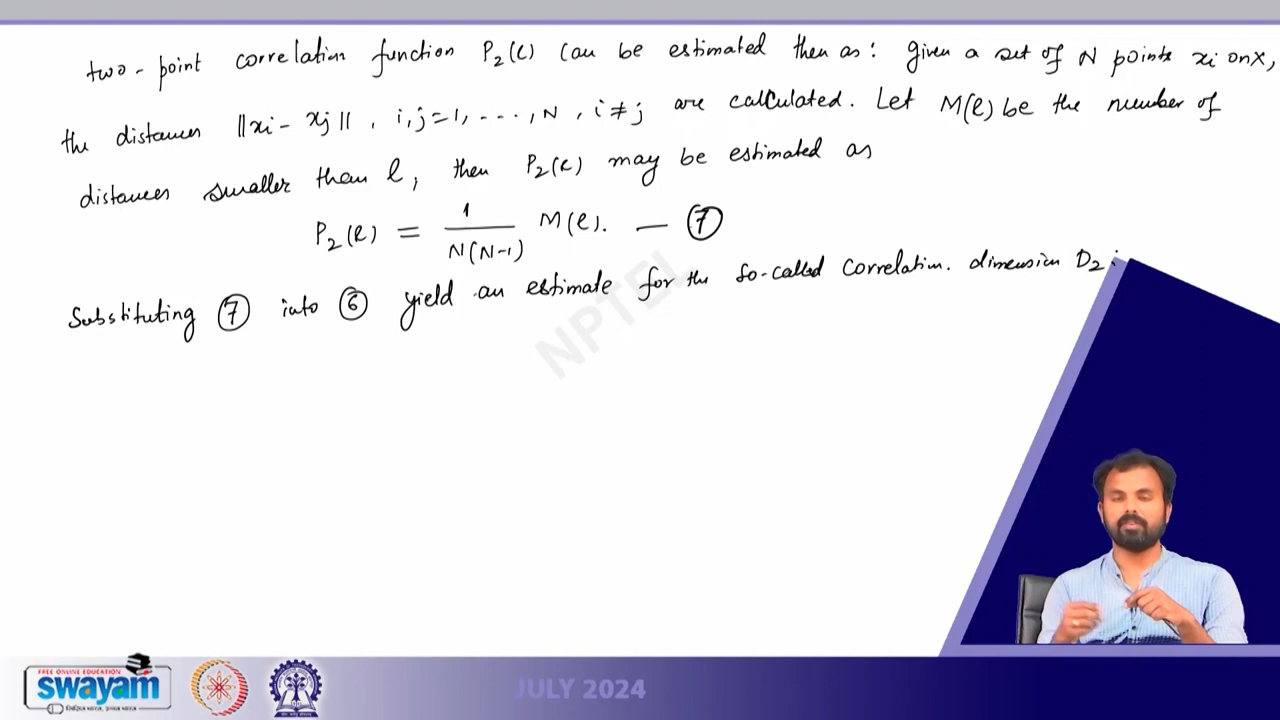 two-point correlation function P₂(ℓ) can be estimated then as: given a set of N points xi on X,
the distances ||xi - xj||, i,j=1, ---, N, i≠j are calculated. Let M(ℓ) be the number of
distances smaller than ℓ, then P₂(ℓ) may be estimated as
P₂(ℓ) = 1/N(N-1) M(ℓ). — ⑦
Substituting ⑦ into ⑥ yield an estimate for the so-called correlation. dimension D₂:
NPTEL
FREE ONLINE EDUCATION
swayam
JULY 2024